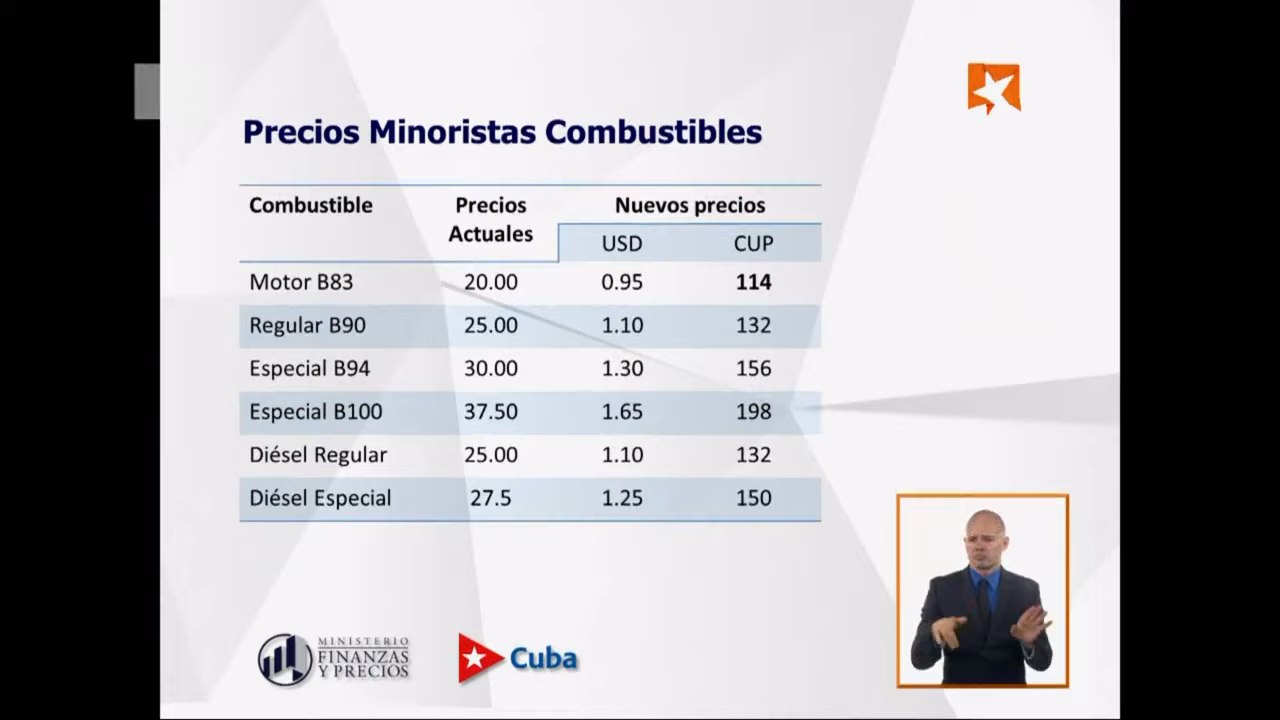 Precios Minoristas Combustibles
Combustible Precios Actuales Nuevos precios
USD CUP
Motor B83 20.00 0.95 114
Regular B90 25.00 1.10 132
Especial B94 30.00 1.30 156
Especial B100 37.50 1.65 198
Diésel Regular 25.00 1.10 132
Diésel Especial 27.5 1.25 150
MINISTERIO
FINANZAS
Y PRECIOS
Cuba